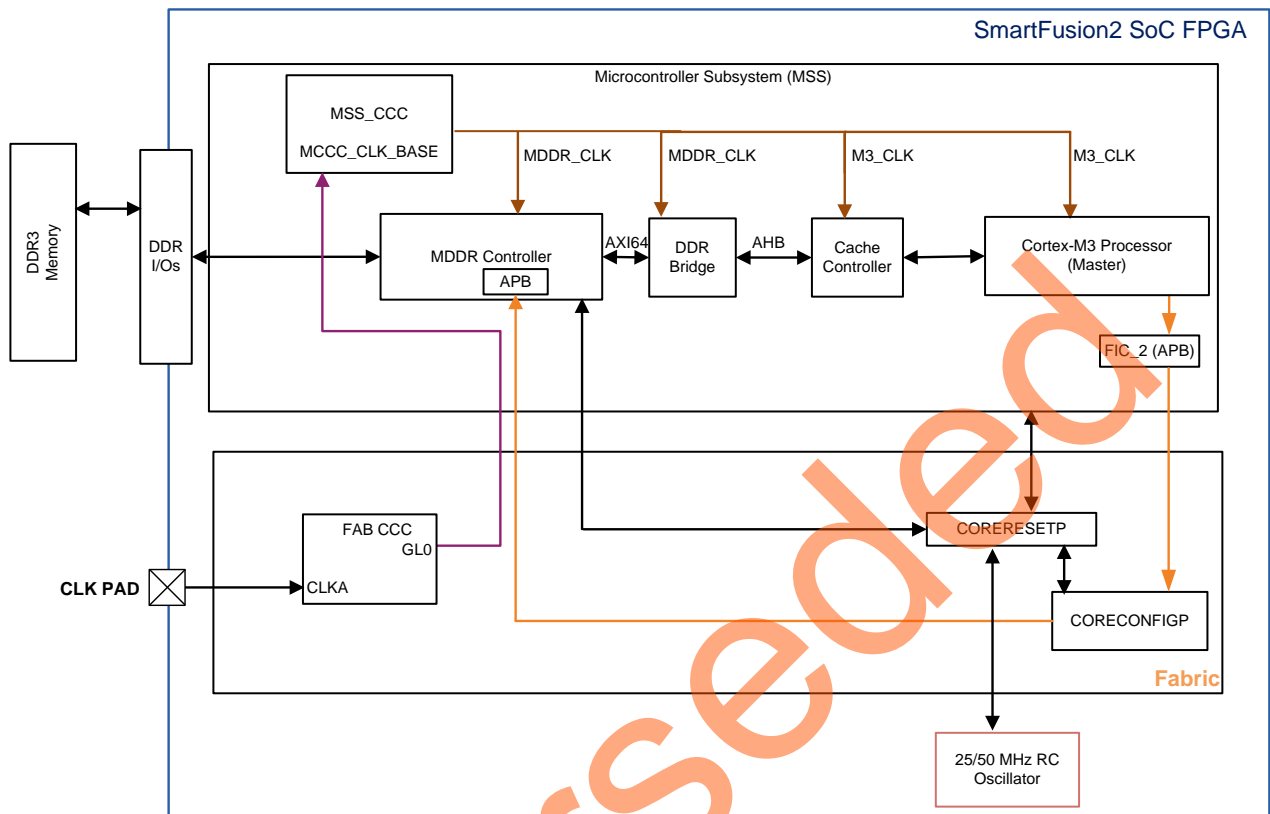 SmartFusion2 SoC FPGA
Microcontroller Subsystem (MSS)
MSS_CCC
MCCC_CLK_BASE
MDDR_CLK
MDDR_CLK
M3_CLK
M3_CLK
DDR3
Memory
DDR
I/Os
MDDR Controller
APB
AXI64
DDR
Bridge
AHB
Cache
Controller
Cortex-M3 Processor
(Master)
FIC_2 (APB)
FAB CCC
GL0
CLKA
CLK PAD
CORERESETP
CORECONFIGP
Fabric
25/50 MHz RC
Oscillator
rseded